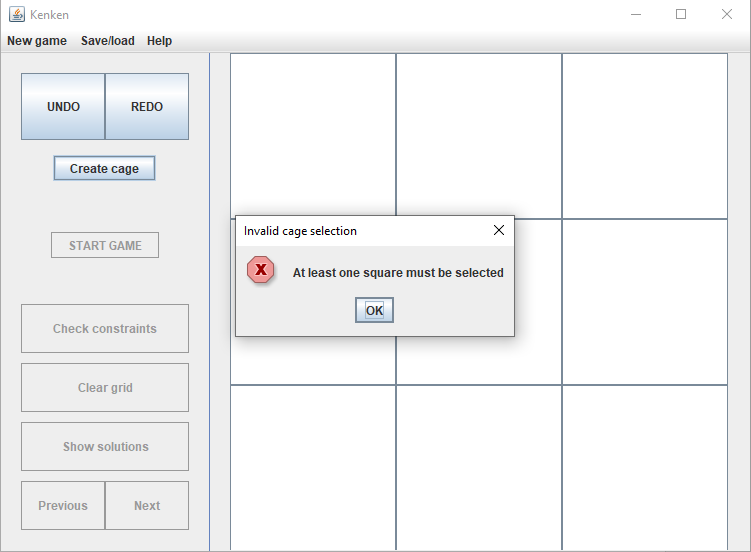 Kenken
New game Save/load Help
UNDO REDO
Create cage
START GAME
Check constraints
Clear grid
Show solutions
Previous Next
Invalid cage selection
X At least one square must be selected
OK